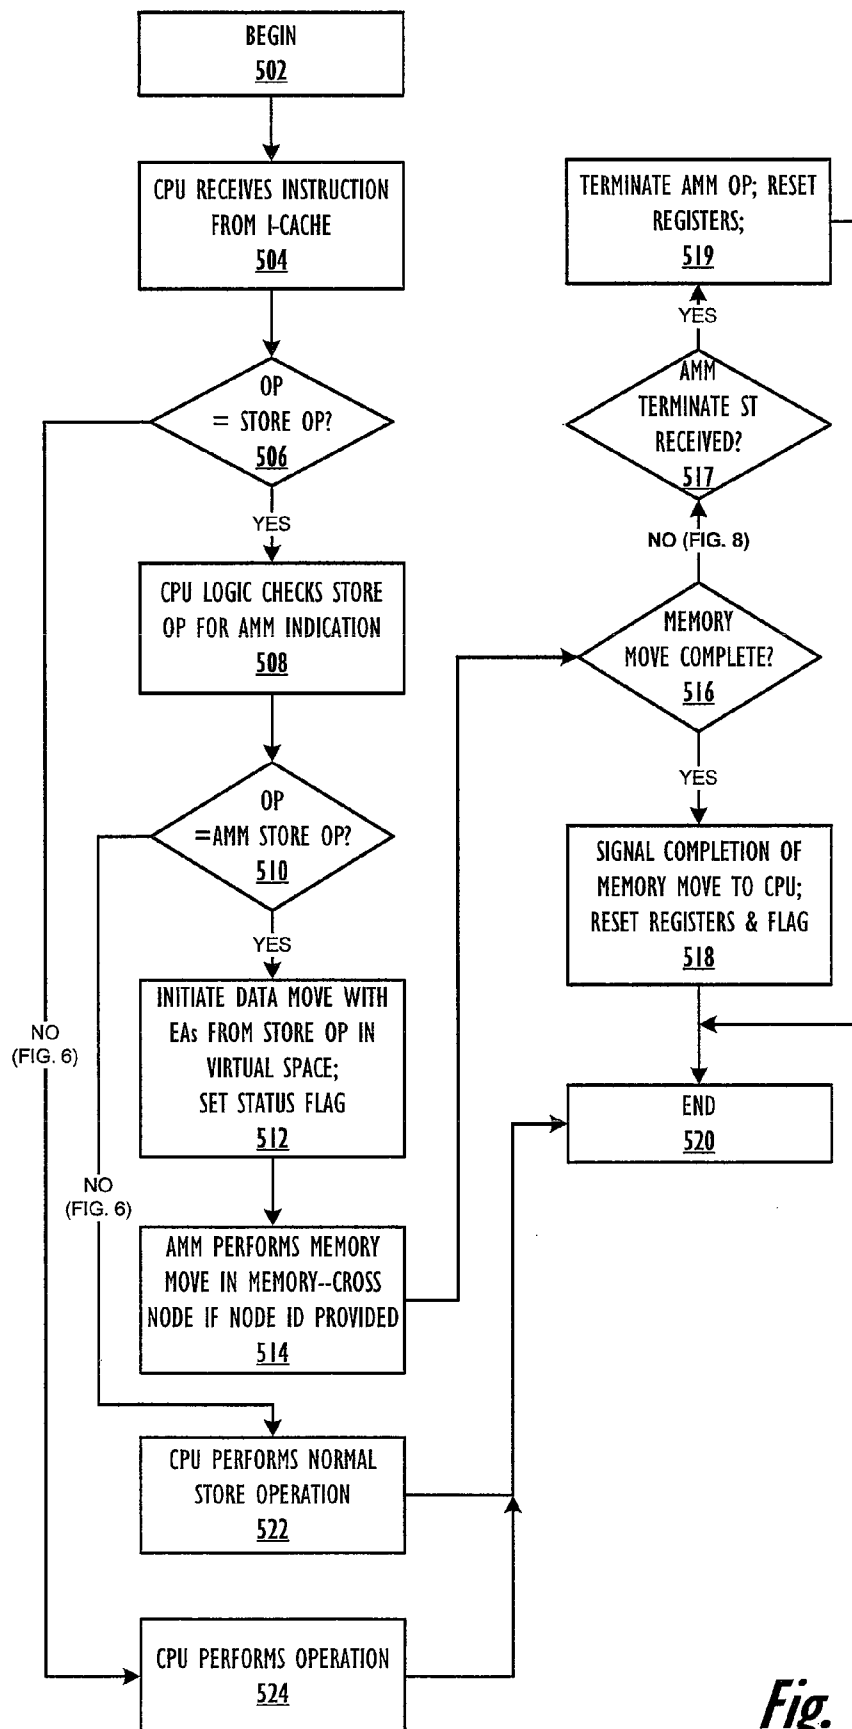 BEGIN
502
CPU RECEIVES INSTRUCTION
FROM I-CACHE
504
OP
= STORE OP?
506
YES
CPU LOGIC CHECKS STORE
OP FOR AMM INDICATION
508
OP
=AMM STORE OP?
510
YES
INITIATE DATA MOVE WITH
EAs FROM STORE OP IN
VIRTUAL SPACE;
SET STATUS FLAG
512
NO
(FIG. 6)
NO
(FIG. 6)
AMM PERFORMS MEMORY
MOVE IN MEMORY--CROSS
NODE IF NODE ID PROVIDED
514
CPU PERFORMS NORMAL
STORE OPERATION
522
CPU PERFORMS OPERATION
524
TERMINATE AMM OP; RESET
REGISTERS;
519
YES
AMM
TERMINATE ST
RECEIVED?
517
NO (FIG. 8)
MEMORY
MOVE COMPLETE?
516
YES
SIGNAL COMPLETION OF
MEMORY MOVE TO CPU;
RESET REGISTERS & FLAG
518
END
520
Fig.